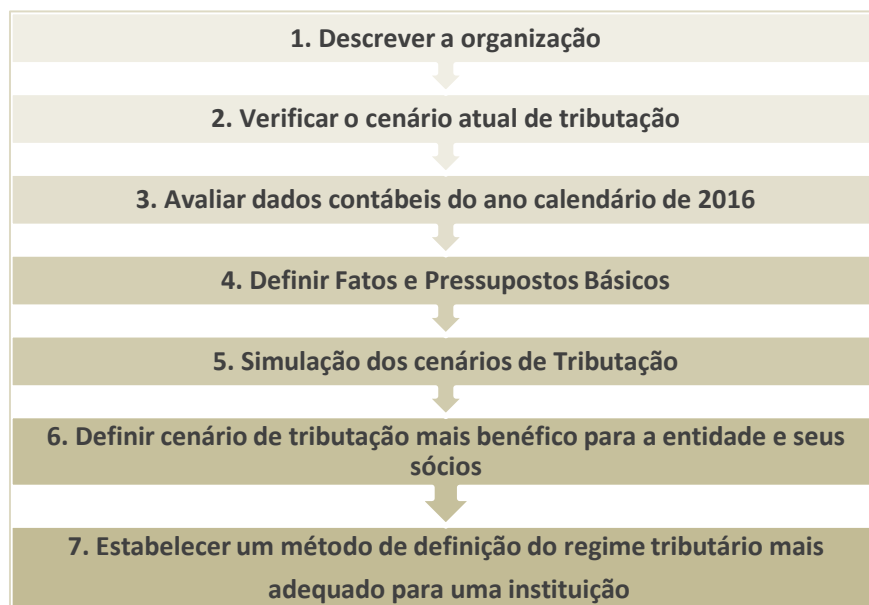 1. Descrever a organização
2. Verificar o cenário atual de tributação
3. Avaliar dados contábeis do ano calendário de 2016
4. Definir Fatos e Pressupostos Básicos
5. Simulação dos cenários de Tributação
6. Definir cenário de tributação mais benéfico para a entidade e seus
sócios
7. Estabelecer um método de definição do regime tributário mais
adequado para uma instituição